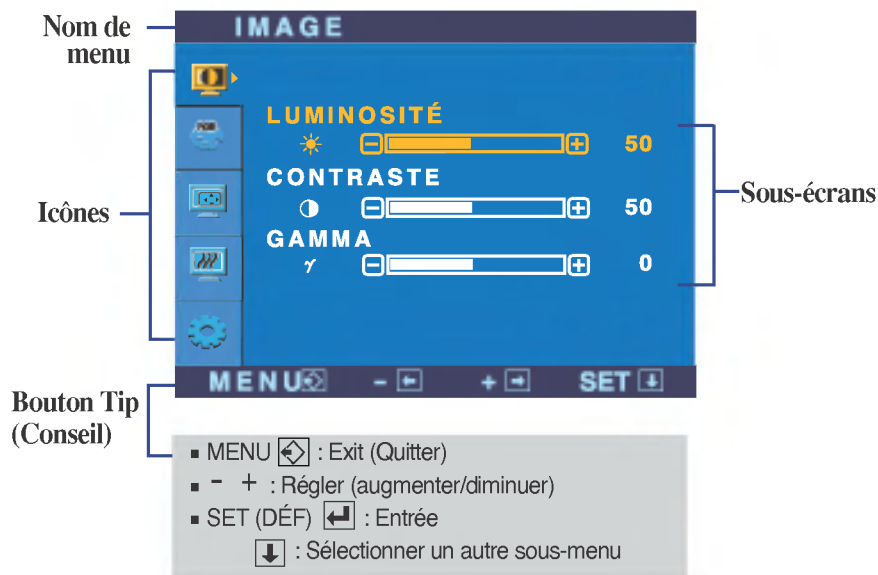 Nom de
menu
IMAGE
LUMINOSITÉ
50
CONTRASTE
50
GAMMA
γ
0
Icônes
Sous-écrans
MENU - + SET
Bouton Tip
(Conseil)
▪ MENU : Exit (Quitter)
▪ - + : Régler (augmenter/diminuer)
▪ SET (DÉF) : Entrée
: Sélectionner un autre sous-menu